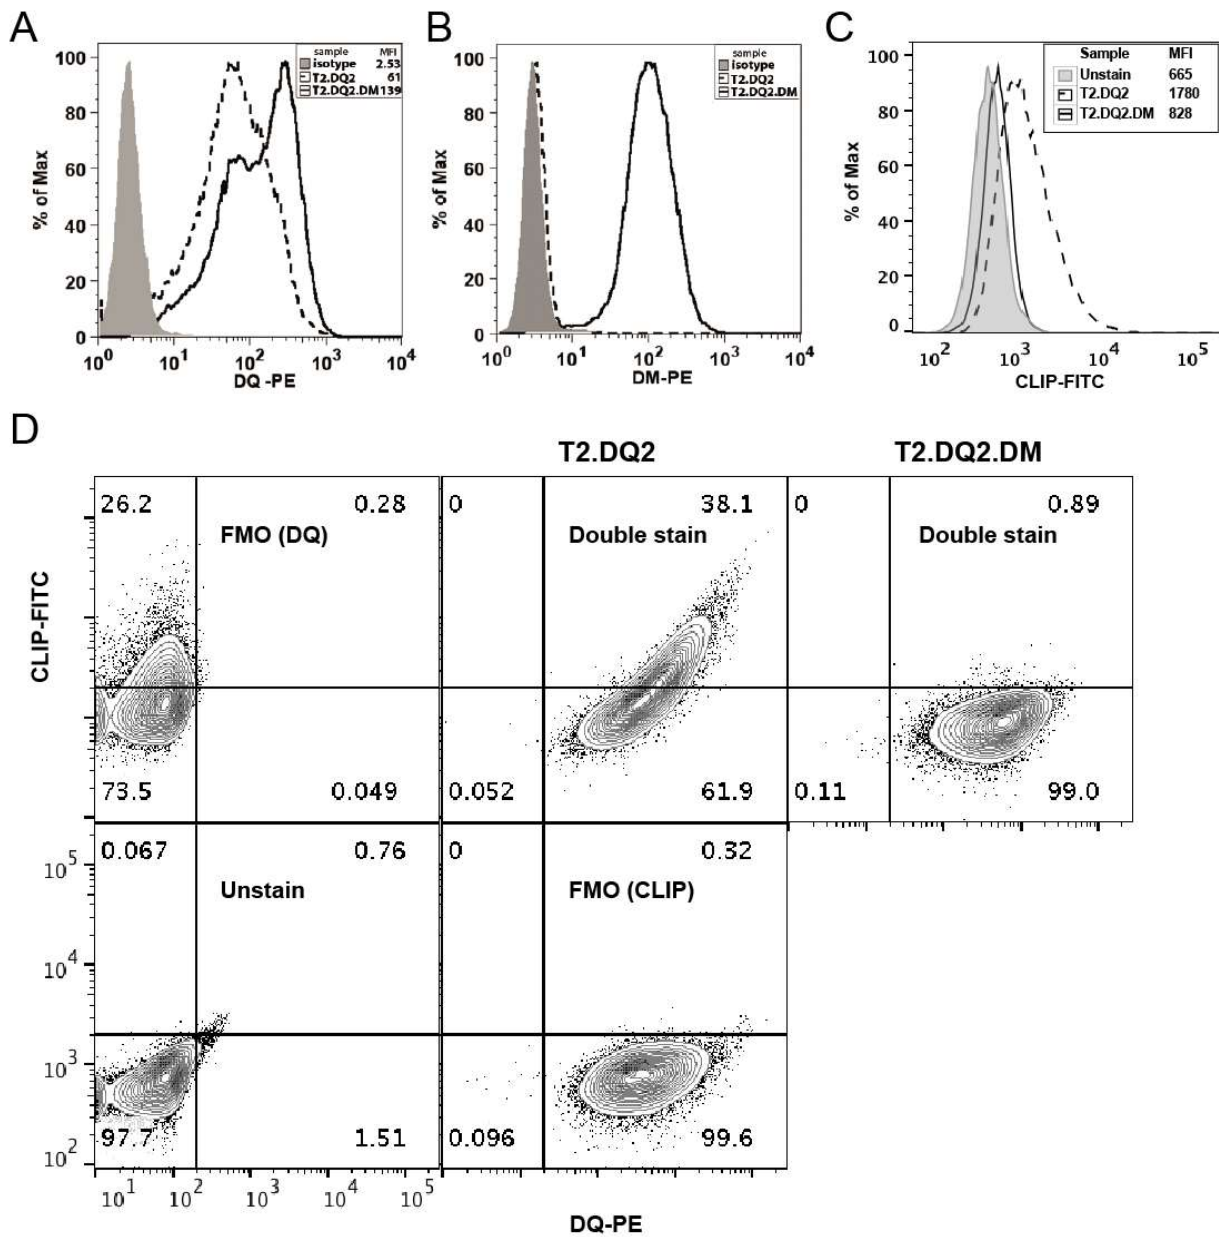 A
sample MFI
isotype 2.53
T2.DQ2 61
T2.DQ2.DM139
100
80
60
40
20
0
% of Max
10^0 10^1 10^2 10^3 10^4
DQ -PE
B
sample
isotype
T2.DQ2
T2.DQ2.DM
100
80
60
40
20
0
% of Max
10^0 10^1 10^2 10^3 10^4
DM-PE
C
Sample MFI
Unstain 665
T2.DQ2 1780
T2.DQ2.DM 828
100
80
60
40
20
0
% of Max
10^2 10^3 10^4 10^5
CLIP-FITC
D
T2.DQ2 T2.DQ2.DM
26.2 0.28
FMO (DQ)
73.5 0.049
0 38.1
Double stain
0.052 61.9
0 0.89
Double stain
0.11 99.0
CLIP-FITC
0.067 0.76
Unstain
97.7 1.51
0 0.32
FMO (CLIP)
0.096 99.6
10^5
10^4
10^3
10^2
10^1 10^2 10^3 10^4 10^5
DQ-PE